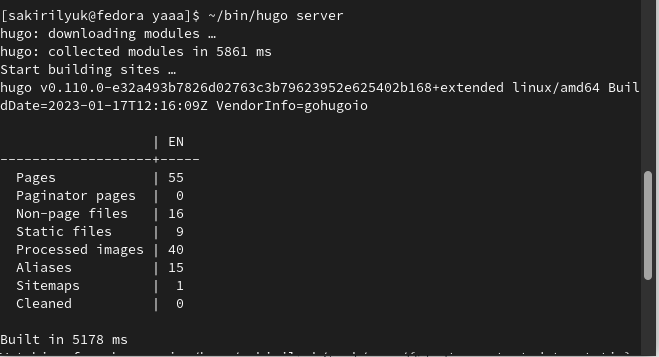 [sakirilyuk@fedora yaaa]$ ~/bin/hugo server
hugo: downloading modules …
hugo: collected modules in 5861 ms
Start building sites …
hugo v0.110.0-e32a493b7826d02763c3b79623952e625402b168+extended linux/amd64 Buil
dDate=2023-01-17T12:16:09Z VendorInfo=gohugoio
                   | EN
-------------------+-----
  Pages            | 55
  Paginator pages  |  0
  Non-page files   | 16
  Static files     |  9
  Processed images | 40
  Aliases          | 15
  Sitemaps         |  1
  Cleaned          |  0
Built in 5178 ms